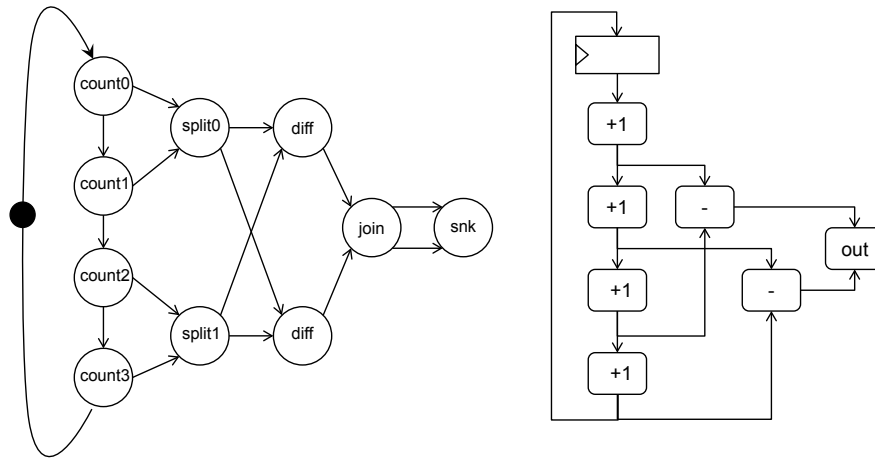 count0
split0
diff
count1
join
snk
count2
split1
diff
count3
+1
+1
-
out
+1
-
+1